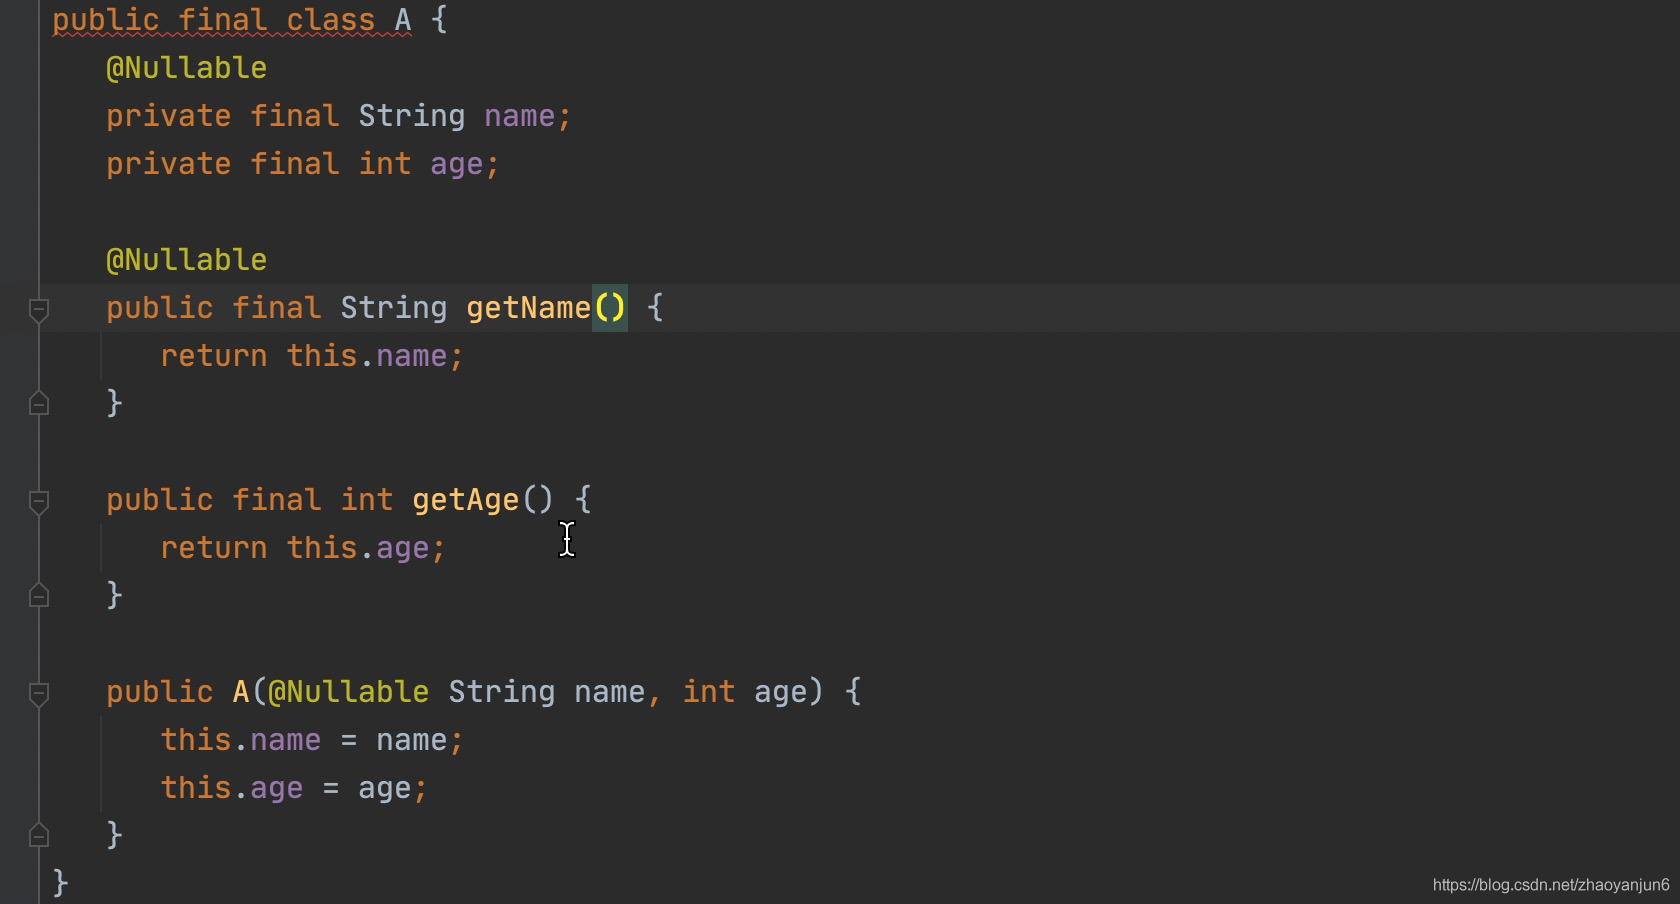 public final class A {
@Nullable
private final String name;
private final int age;
@Nullable
public final String getName() {
return this.name;
}
public final int getAge() {
return this.age;
}
public A(@Nullable String name, int age) {
this.name = name;
this.age = age;
}
}
https://blog.csdn.net/zhaoyanjun6